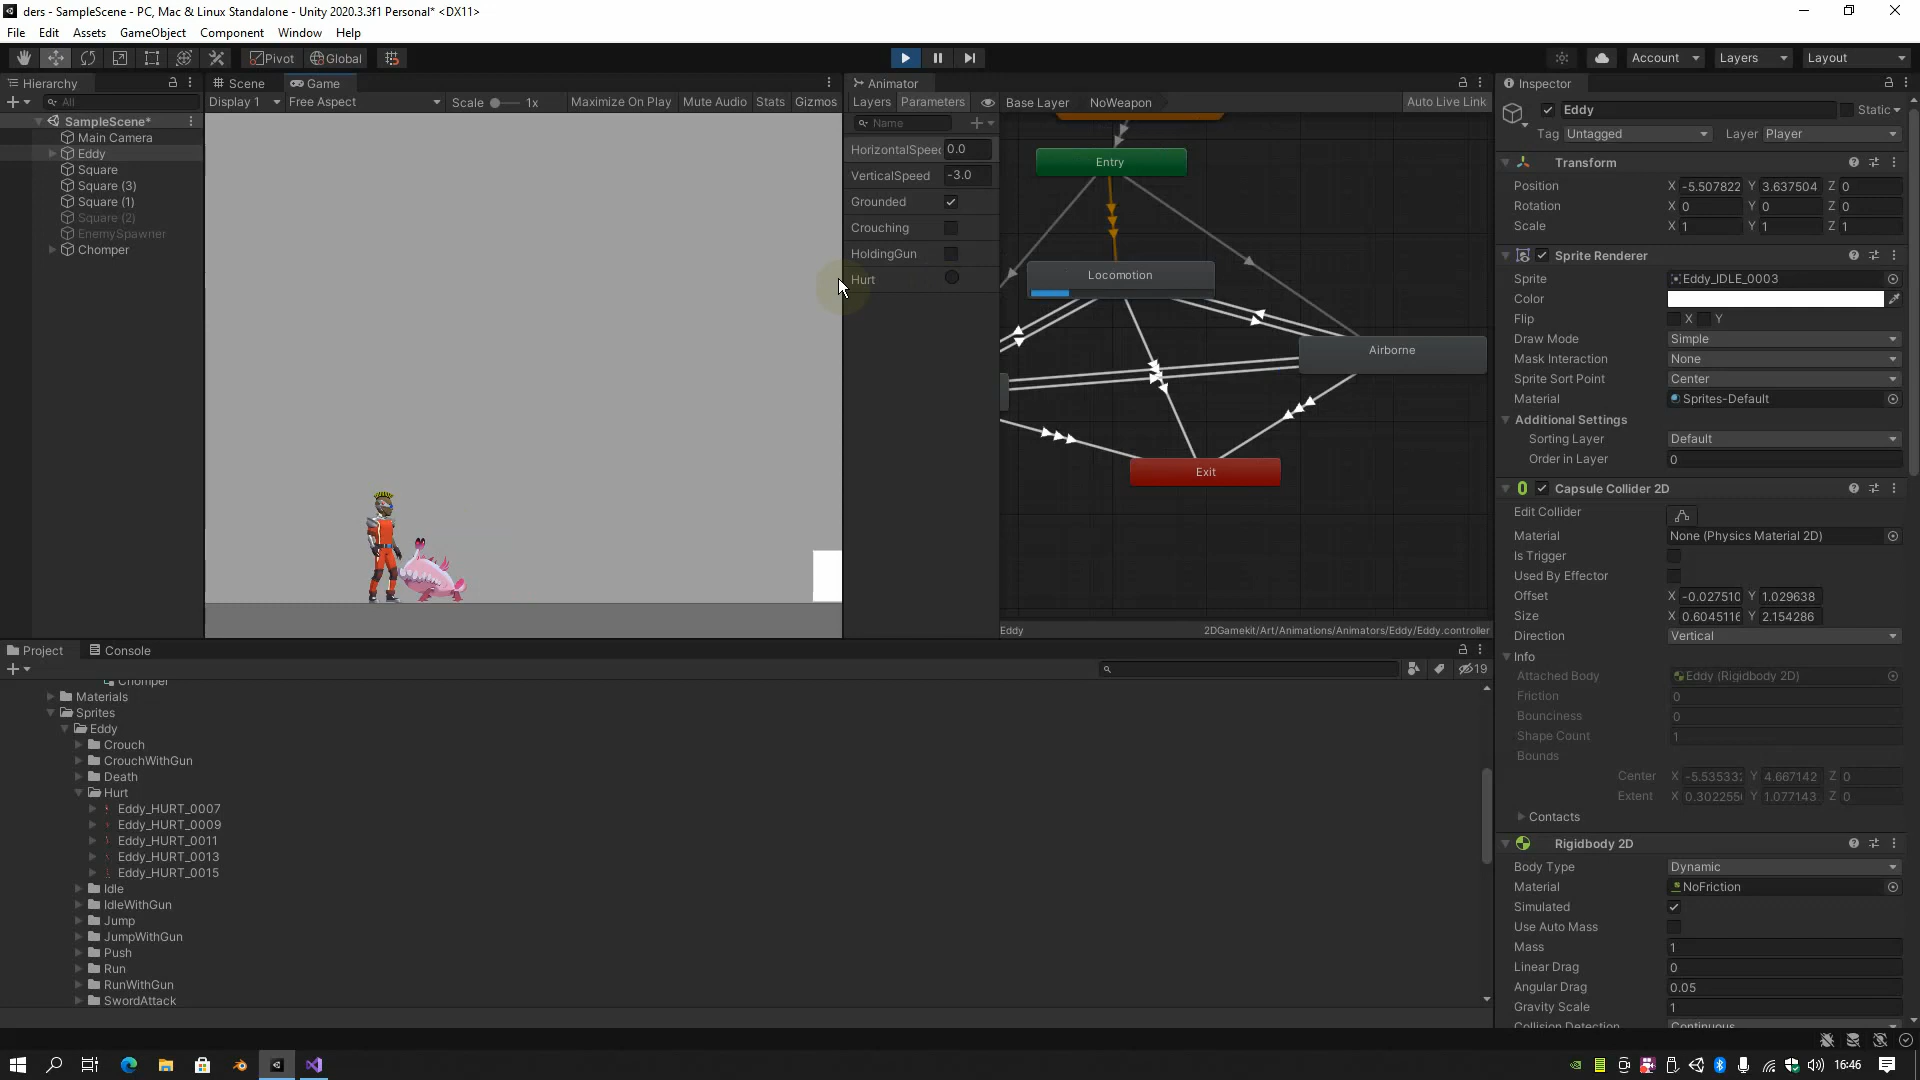 ders - SampleScene - PC, Mac & Linux Standalone - Unity 2020.3.3f1 Personal* <DX11>
File Edit Assets GameObject Component Window Help
Pivot Global Account Layers Layout
Hierarchy Scene Game Animator Inspector
All Display 1 Free Aspect Scale 1x Maximize On Play Mute Audio Stats Gizmos Layers Parameters Base Layer NoWeapon Auto Live Link
SampleScene*
Main Camera
Eddy
Square
Square (3)
Square (1)
Square (2)
EnemySpawner
Chomper
Name
HorizontalSpee 0.0
VerticalSpeed -3.0
Grounded
Crouching
HoldingGun
Hurt
Entry
Locomotion
Airborne
Exit
Eddy 2DGamekit/Art/Animations/Animators/Eddy/Eddy.controller
Eddy Static
Tag Untagged Layer Player
Transform
Position X -5.507822 Y 3.637504 Z 0
Rotation X 0 Y 0 Z 0
Scale X 1 Y 1 Z 1
Sprite Renderer
Sprite Eddy_IDLE_0003
Color
Flip X Y
Draw Mode Simple
Mask Interaction None
Sprite Sort Point Center
Material Sprites-Default
Additional Settings
Sorting Layer Default
Order in Layer 0
Capsule Collider 2D
Edit Collider
Material None (Physics Material 2D)
Is Trigger
Used By Effector
Offset X -0.027510 Y 1.029638
Size X 0.6045116 Y 2.154286
Direction Vertical
Info
Attached Body Eddy (Rigidbody 2D)
Friction 0
Bounciness 0
Shape Count 1
Bounds
Center X -5.535332 Y 4.667142 Z 0
Extent X 0.3022550 Y 1.077143 Z 0
Contacts
Rigidbody 2D
Body Type Dynamic
Material NoFriction
Simulated
Use Auto Mass
Mass 1
Linear Drag 0
Angular Drag 0.05
Gravity Scale 1
Collision Detection Continuous
Project Console
19
Chomper
Materials
Sprites
Eddy
Crouch
CrouchWithGun
Death
Hurt
Eddy_HURT_0007
Eddy_HURT_0009
Eddy_HURT_0011
Eddy_HURT_0013
Eddy_HURT_0015
Idle
IdleWithGun
Jump
JumpWithGun
Push
Run
RunWithGun
SwordAttack
16:46